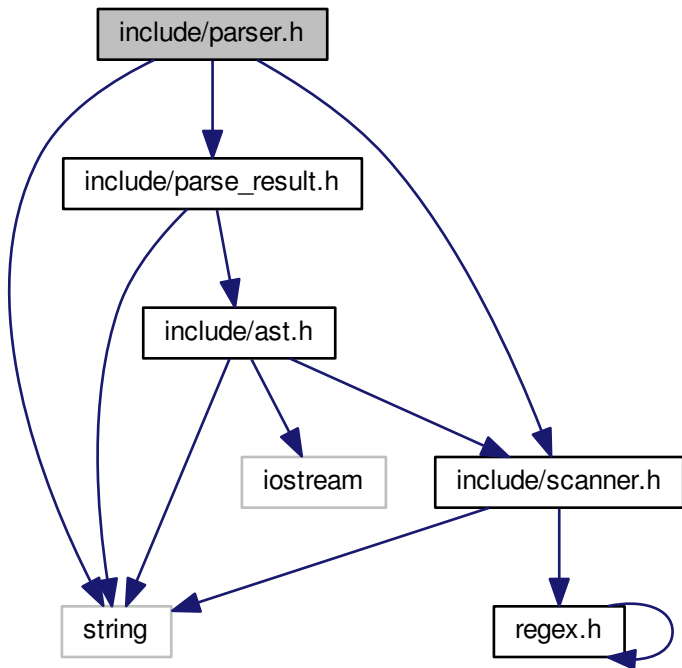 include/parser.h
include/parse_result.h
include/ast.h
iostream
include/scanner.h
string
regex.h